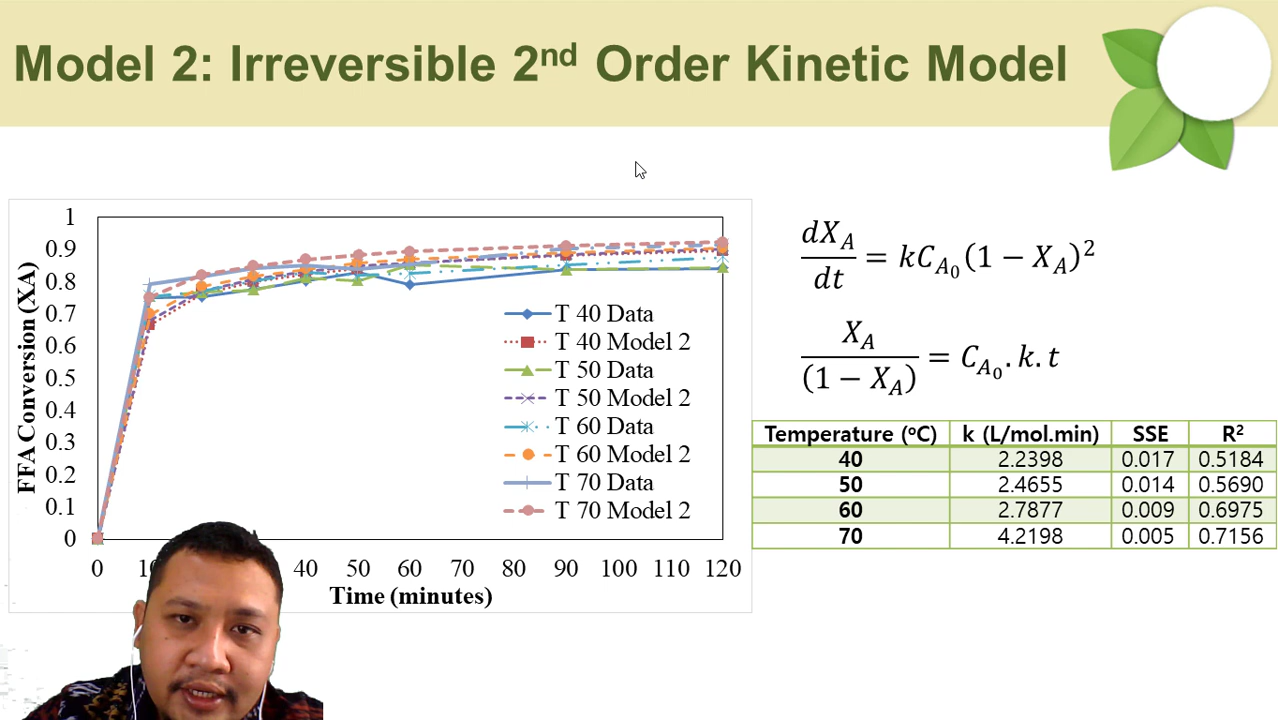 Model 2: Irreversible 2nd Order Kinetic Model
FFA Conversion (XA)
1
0.9
0.8
0.7
0.6
0.5
0.4
0.3
0.2
0.1
0
T 40 Data
T 40 Model 2
T 50 Data
T 50 Model 2
T 60 Data
T 60 Model 2
T 70 Data
T 70 Model 2
0 40 50 60 70 80 90 100 110 120
Time (minutes)
dX_A/dt = kC_A₀(1 − X_A)²
X_A/(1 − X_A) = C_A₀.k.t
Temperature (ºC) k (L/mol.min) SSE R²
40 2.2398 0.017 0.5184
50 2.4655 0.014 0.5690
60 2.7877 0.009 0.6975
70 4.2198 0.005 0.7156